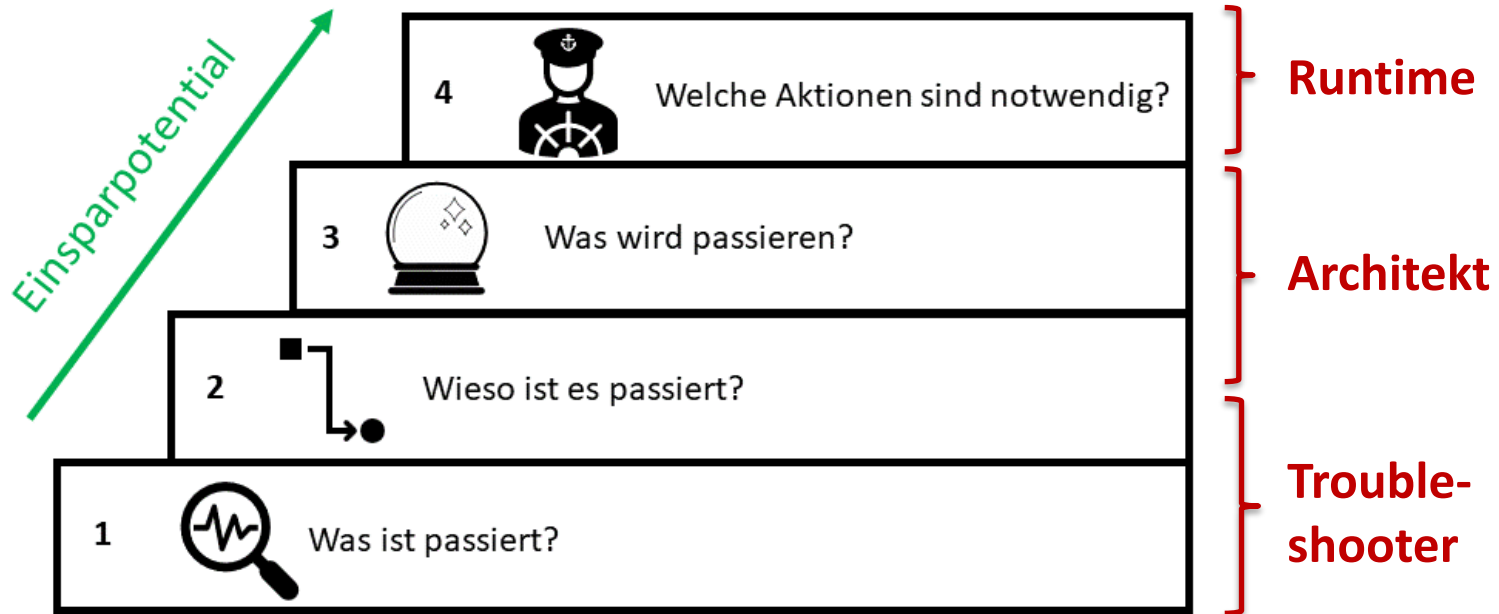 Einsparpotential
4
Welche Aktionen sind notwendig?
Runtime
3
Was wird passieren?
Architekt
2
Wieso ist es passiert?
1
Was ist passiert?
Trouble-
shooter